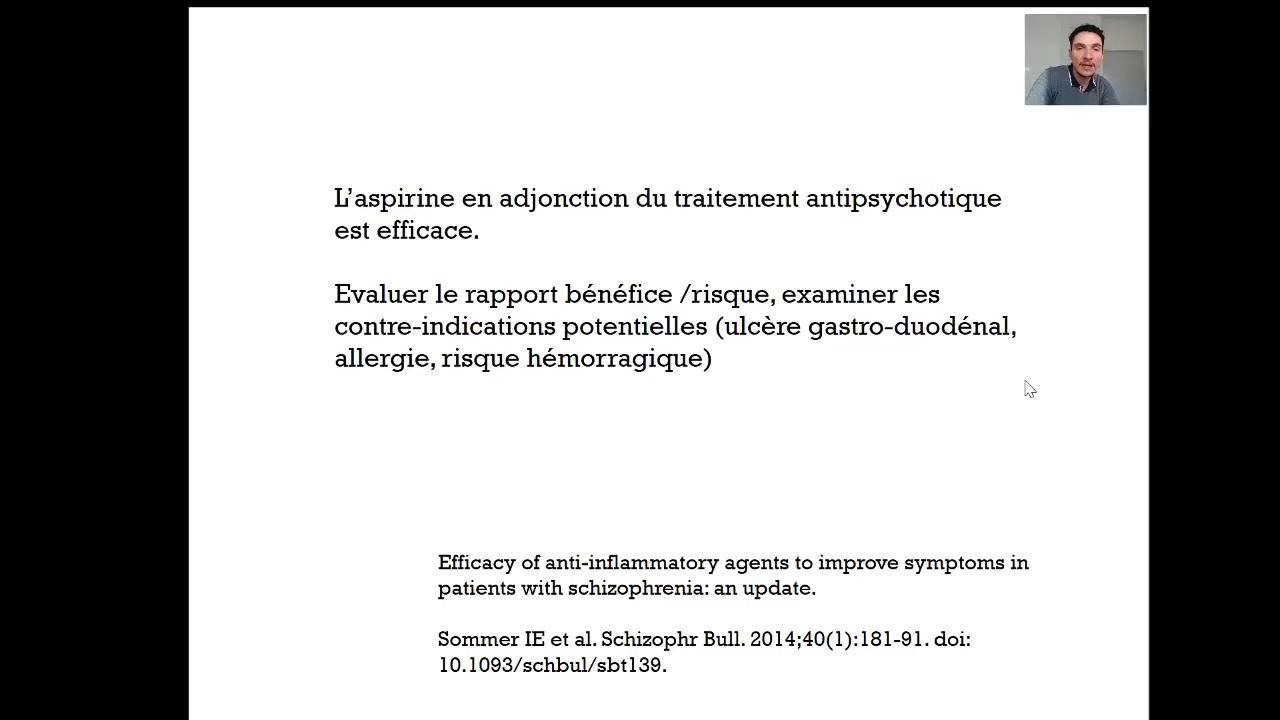 L’aspirine en adjonction du traitement antipsychotique
est efficace.
Evaluer le rapport bénéfice /risque, examiner les
contre-indications potentielles (ulcère gastro-duodénal,
allergie, risque hémorragique)
Efficacy of anti-inflammatory agents to improve symptoms in
patients with schizophrenia: an update.
Sommer IE et al. Schizophr Bull. 2014;40(1):181-91. doi:
10.1093/schbul/sbt139.